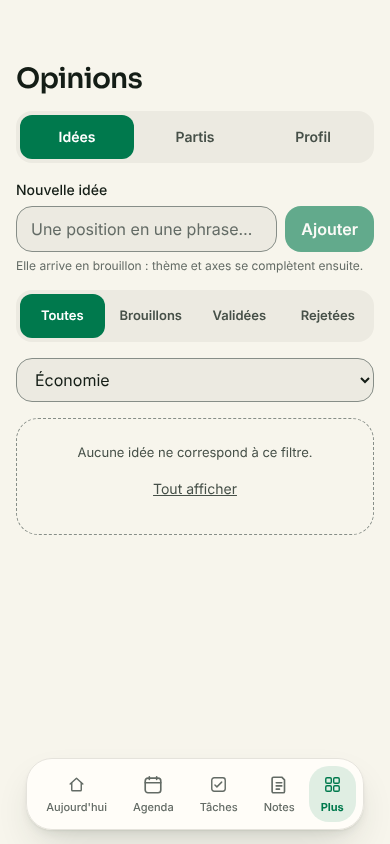 Opinions
Idées
Partis
Profil
Nouvelle idée
Une position en une phrase...
Ajouter
Elle arrive en brouillon : thème et axes se complètent ensuite.
Toutes
Brouillons
Validées
Rejetées
Économie
Aucune idée ne correspond à ce filtre.
Tout afficher
Aujourd'hui
Agenda
Tâches
Notes
Plus